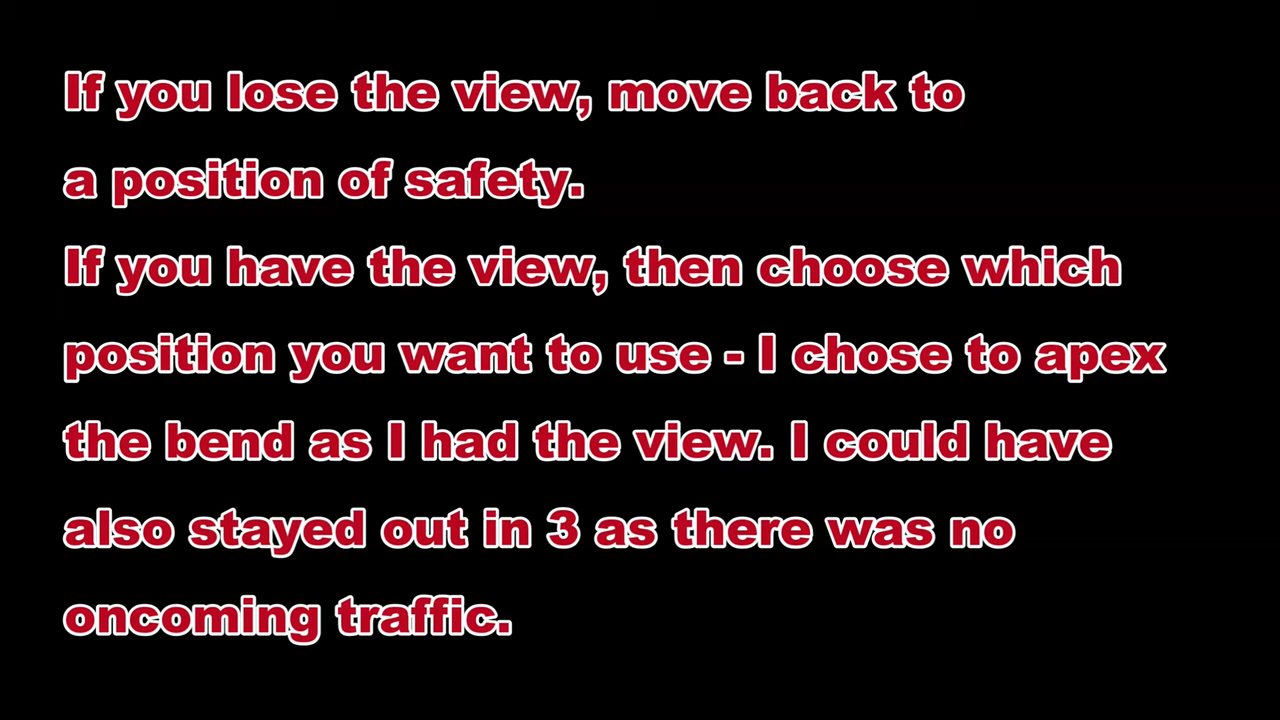 If you lose the view, move back to
a position of safety.
If you have the view, then choose which
position you want to use - I chose to apex
the bend as I had the view. I could have
also stayed out in 3 as there was no
oncoming traffic.